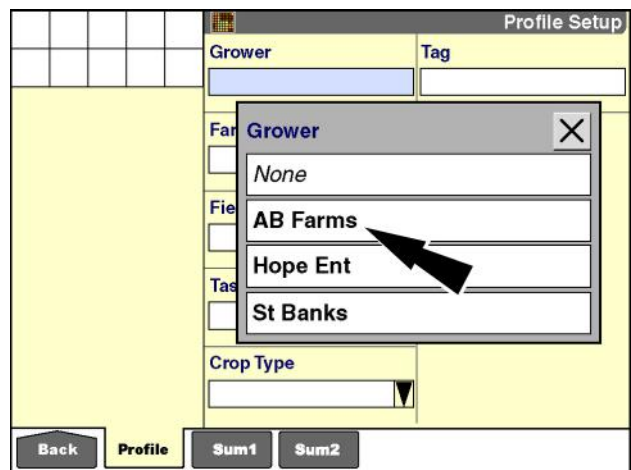 Profile Setup
Grower
Tag
Far
Grower
None
Fie
AB Farms
Hope Ent
Tas
St Banks
Crop Type
Back
Profile
Sum1
Sum2